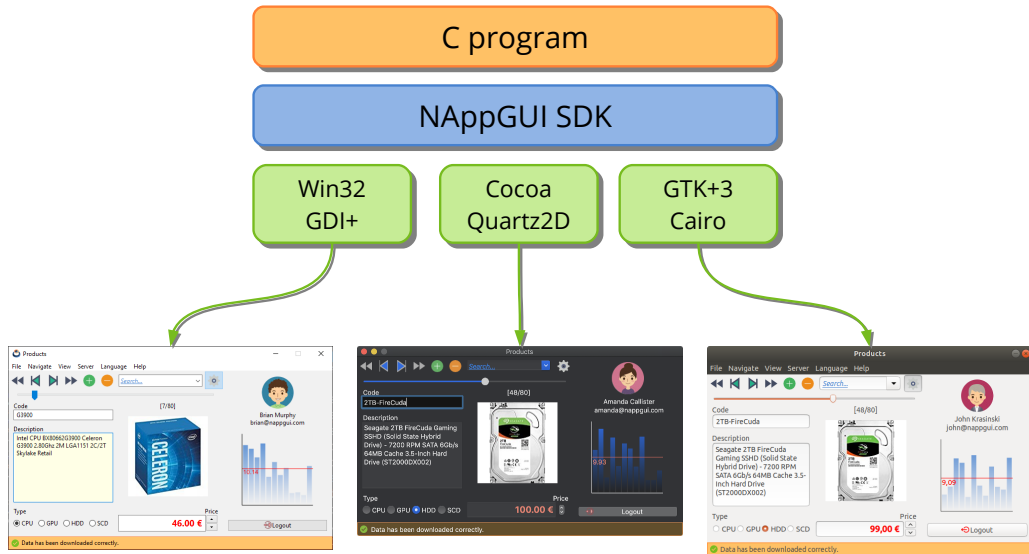 C program
NAppGUI SDK
Win32
GDI+
Cocoa
Quartz2D
GTK+3
Cairo
Products
File Navigate View Server Language Help
Search...
[7/80]
Code
G3900
Description
Intel CPU BX80662G3900 Celeron
G3900 2.80Ghz 2M LGA1151 2C/2T
Skylake Retail
CELERON
Brian Murphy
brian@nappgui.com
10.14
Type
CPU GPU HDD SCD
Price
46.00 €
Logout
Data has been downloaded correctly.
Products
Search...
[48/80]
Code
2TB-FireCuda
Description
Seagate 2TB FireCuda Gaming
SSHD (Solid State Hybrid
Drive) - 7200 RPM SATA 6Gb/s
64MB Cache 3.5-Inch Hard
Drive (ST2000DX002)
Amanda Callister
amanda@nappgui.com
9.93
Type
CPU GPU HDD SCD
Price
100.00 €
Logout
Data has been downloaded correctly.
Products
File Navigate View Server Language Help
Search...
[48/80]
Code
2TB-FireCuda
Description
Seagate 2TB FireCuda
Gaming SSHD (Solid State
Hybrid Drive) - 7200 RPM
SATA 6Gb/s 64MB Cache 3.5-
Inch Hard Drive
(ST2000DX002)
John Krasinski
john@nappgui.com
9,09
Type
CPU GPU HDD SCD
Price
99,00 €
Logout
Data has been downloaded correctly.